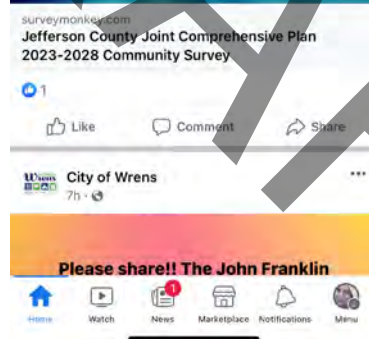 surveymonkey.com
Jefferson County Joint Comprehensive Plan
2023-2028 Community Survey
1
Like Comment Share
Wrens City of Wrens
7h
Please share!! The John Franklin
1
Home Watch News Marketplace Notifications Menu